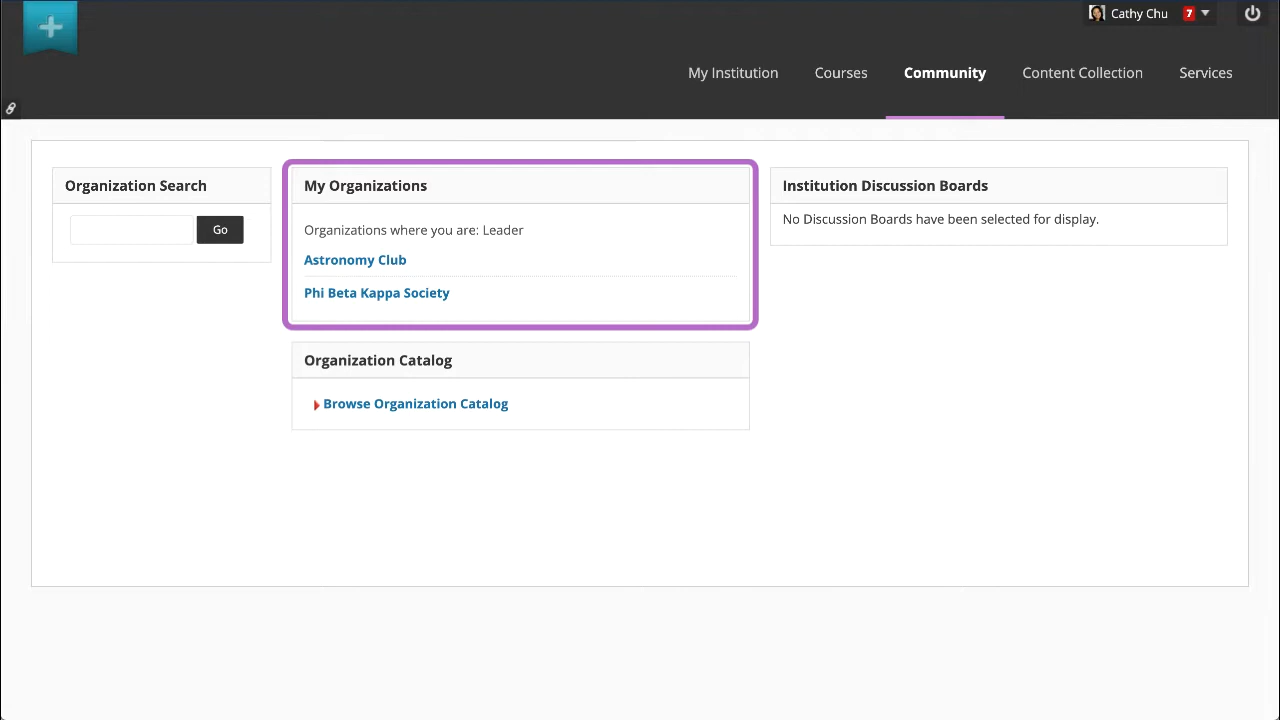 Cathy Chu 7
My Institution Courses Community Content Collection Services
Organization Search
Go
My Organizations
Organizations where you are: Leader
Astronomy Club
Phi Beta Kappa Society
Organization Catalog
Browse Organization Catalog
Institution Discussion Boards
No Discussion Boards have been selected for display.